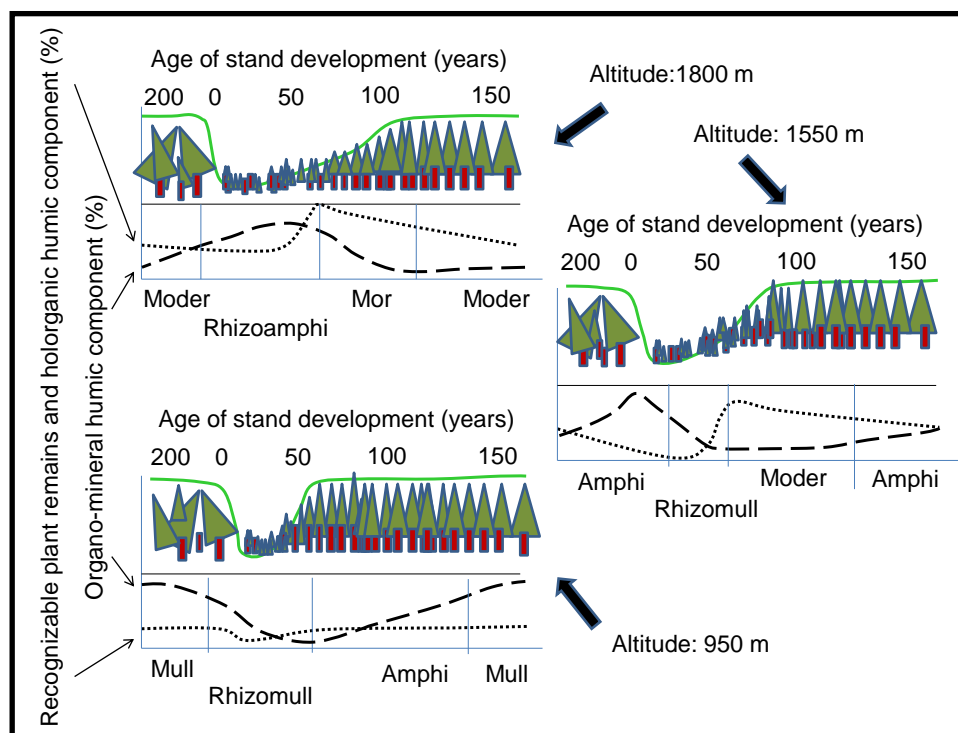 Recognizable plant remains and holorganic humic component (%)
Organo-mineral humic component (%)
Age of stand development (years)
200 0 50 100 150
Moder Mor Moder
Rhizoamphi
Altitude:1800 m
Altitude: 1550 m
Age of stand development (years)
200 0 50 100 150
Amphi Moder Amphi
Rhizomull
Age of stand development (years)
200 0 50 100 150
Mull Amphi Mull
Rhizomull
Altitude: 950 m